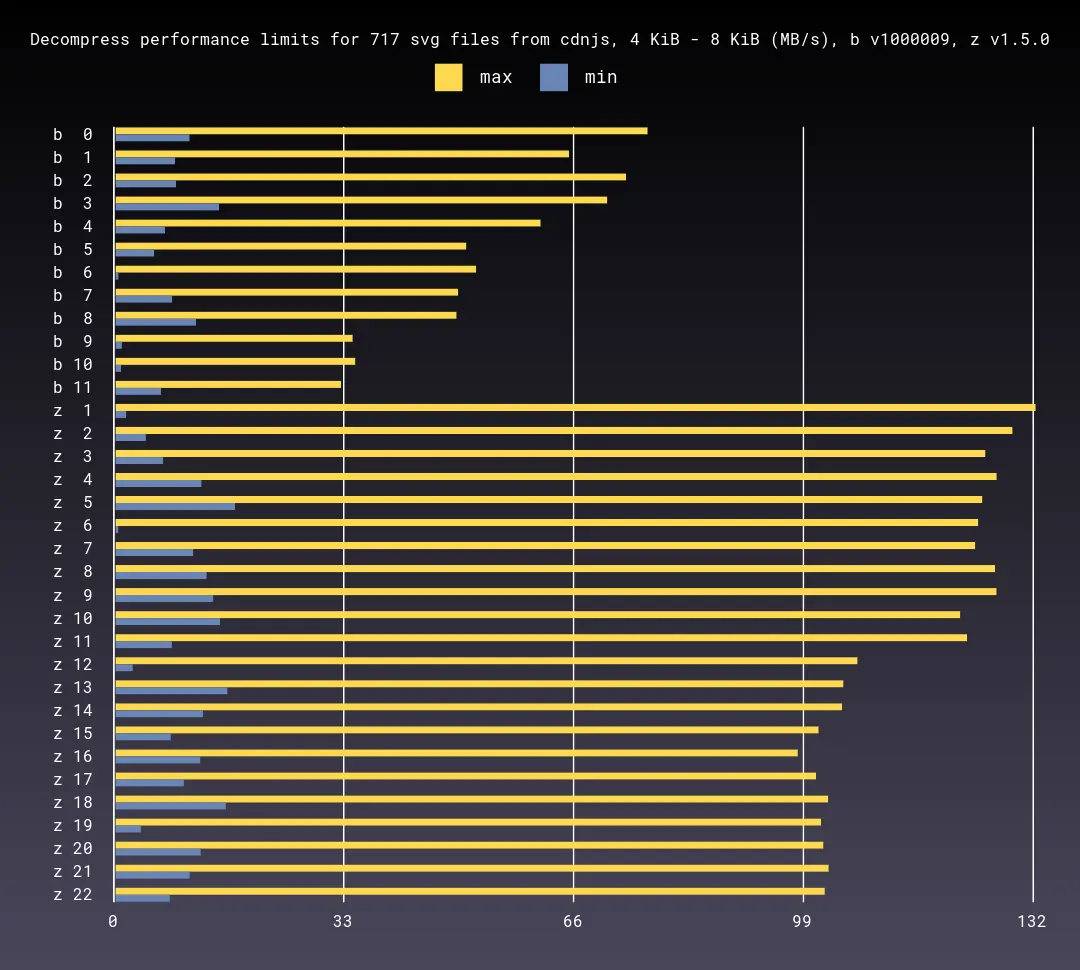 Decompress performance limits for 717 svg files from cdnjs, 4 KiB - 8 KiB (MB/s), b v1000009, z v1.5.0
max min
b 0
b 1
b 2
b 3
b 4
b 5
b 6
b 7
b 8
b 9
b 10
b 11
z 1
z 2
z 3
z 4
z 5
z 6
z 7
z 8
z 9
z 10
z 11
z 12
z 13
z 14
z 15
z 16
z 17
z 18
z 19
z 20
z 21
z 22
0 33 66 99 132